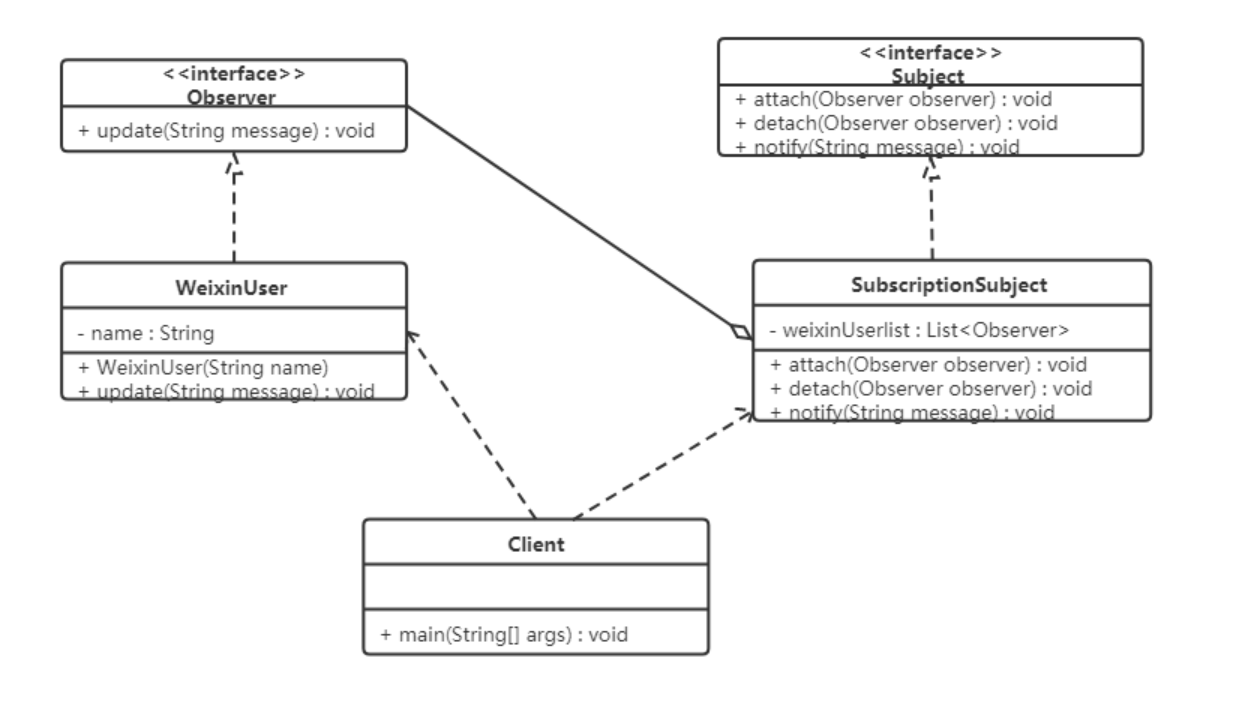 <<interface>>
Observer
+ update(String message) : void
<<interface>>
Subject
+ attach(Observer observer) : void
+ detach(Observer observer) : void
+ notify(String message) : void
WeixinUser
- name : String
+ WeixinUser(String name)
+ update(String message) : void
SubscriptionSubject
- weixinUserlist : List<Observer>
+ attach(Observer observer) : void
+ detach(Observer observer) : void
+ notify(String message) : void
Client
+ main(String[] args) : void